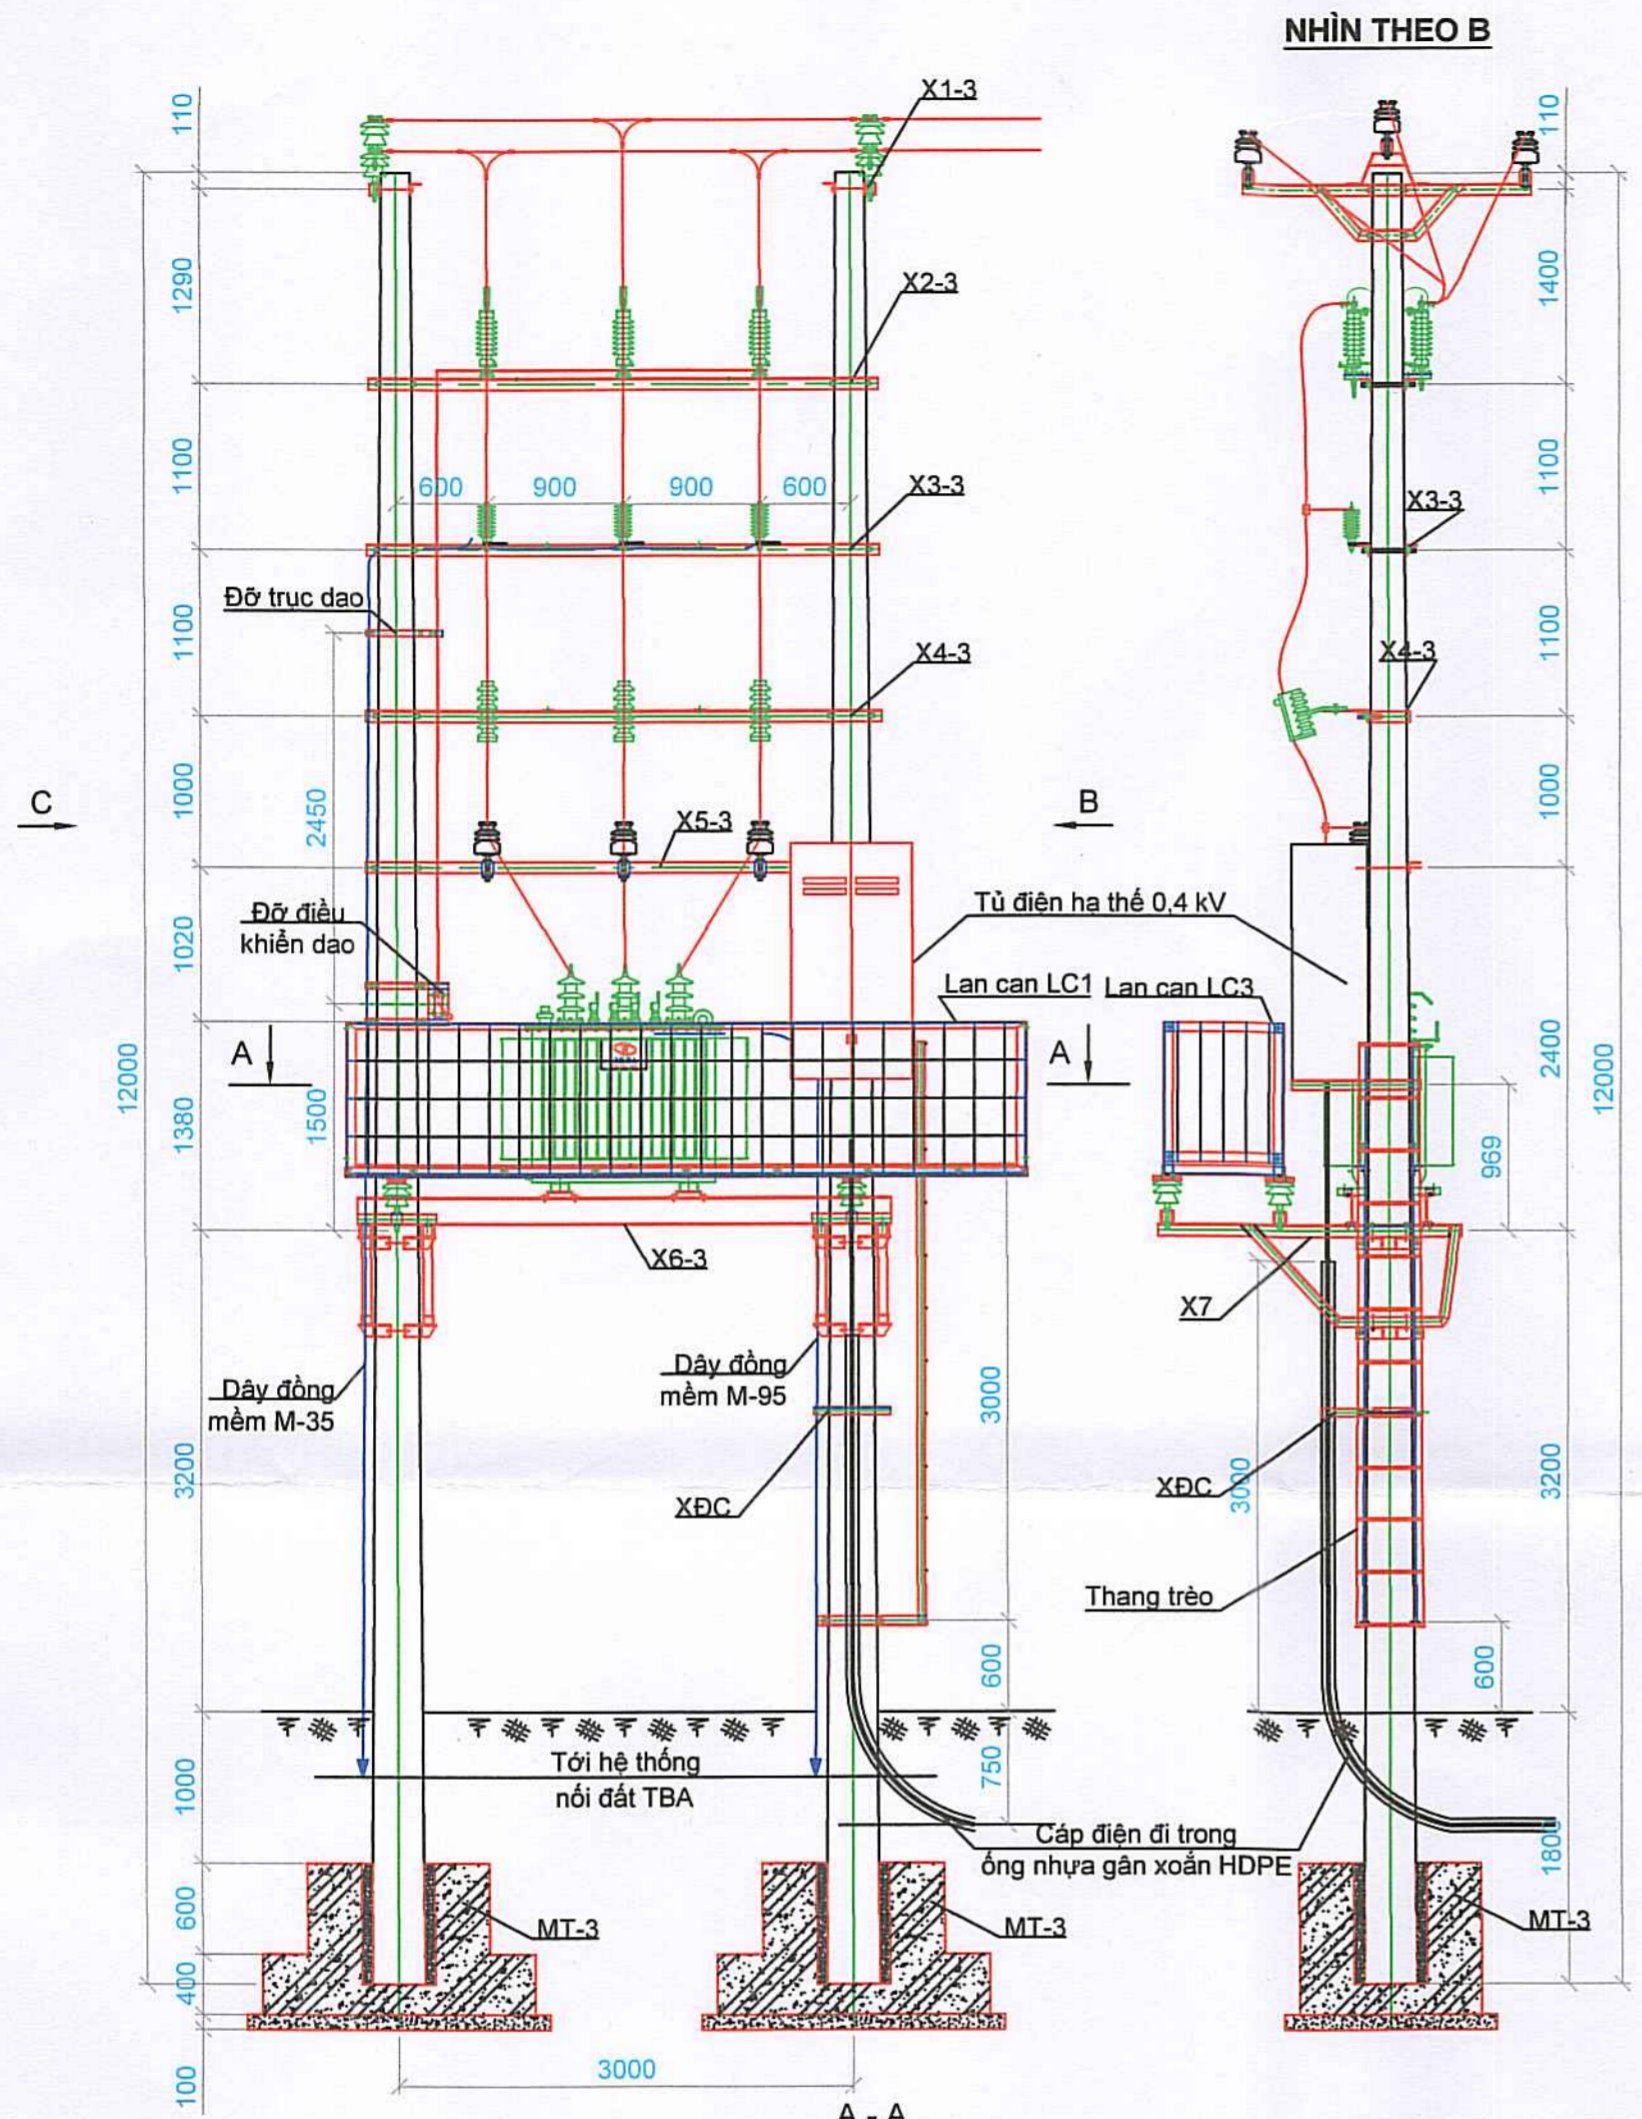 NHÌN THEO B
X1-3
110
110
1290
X2-3
1400
1100
600
900
900
600
X3-3
X3-3
1100
Đỡ trục dao
1100
X4-3
X4-3
1100
C
1000
2450
X5-3
B
1000
Tủ điện hạ thế 0,4 kV
Đỡ điều
khiển dao
1020
Lan can LC1
Lan can LC3
A
A
12000
1380
1500
2400
12000
969
X6-3
X7
Dây đồng
mềm M-35
Dây đồng
mềm M-95
3000
3200
XĐC
XĐC
3000
3200
Thang trèo
600
600
Tới hệ thống
nối đất TBA
1000
750
Cáp điện đi trong
ống nhựa gân xoắn HDPE
1800
600
MT-3
MT-3
MT-3
400
100
3000
A - A